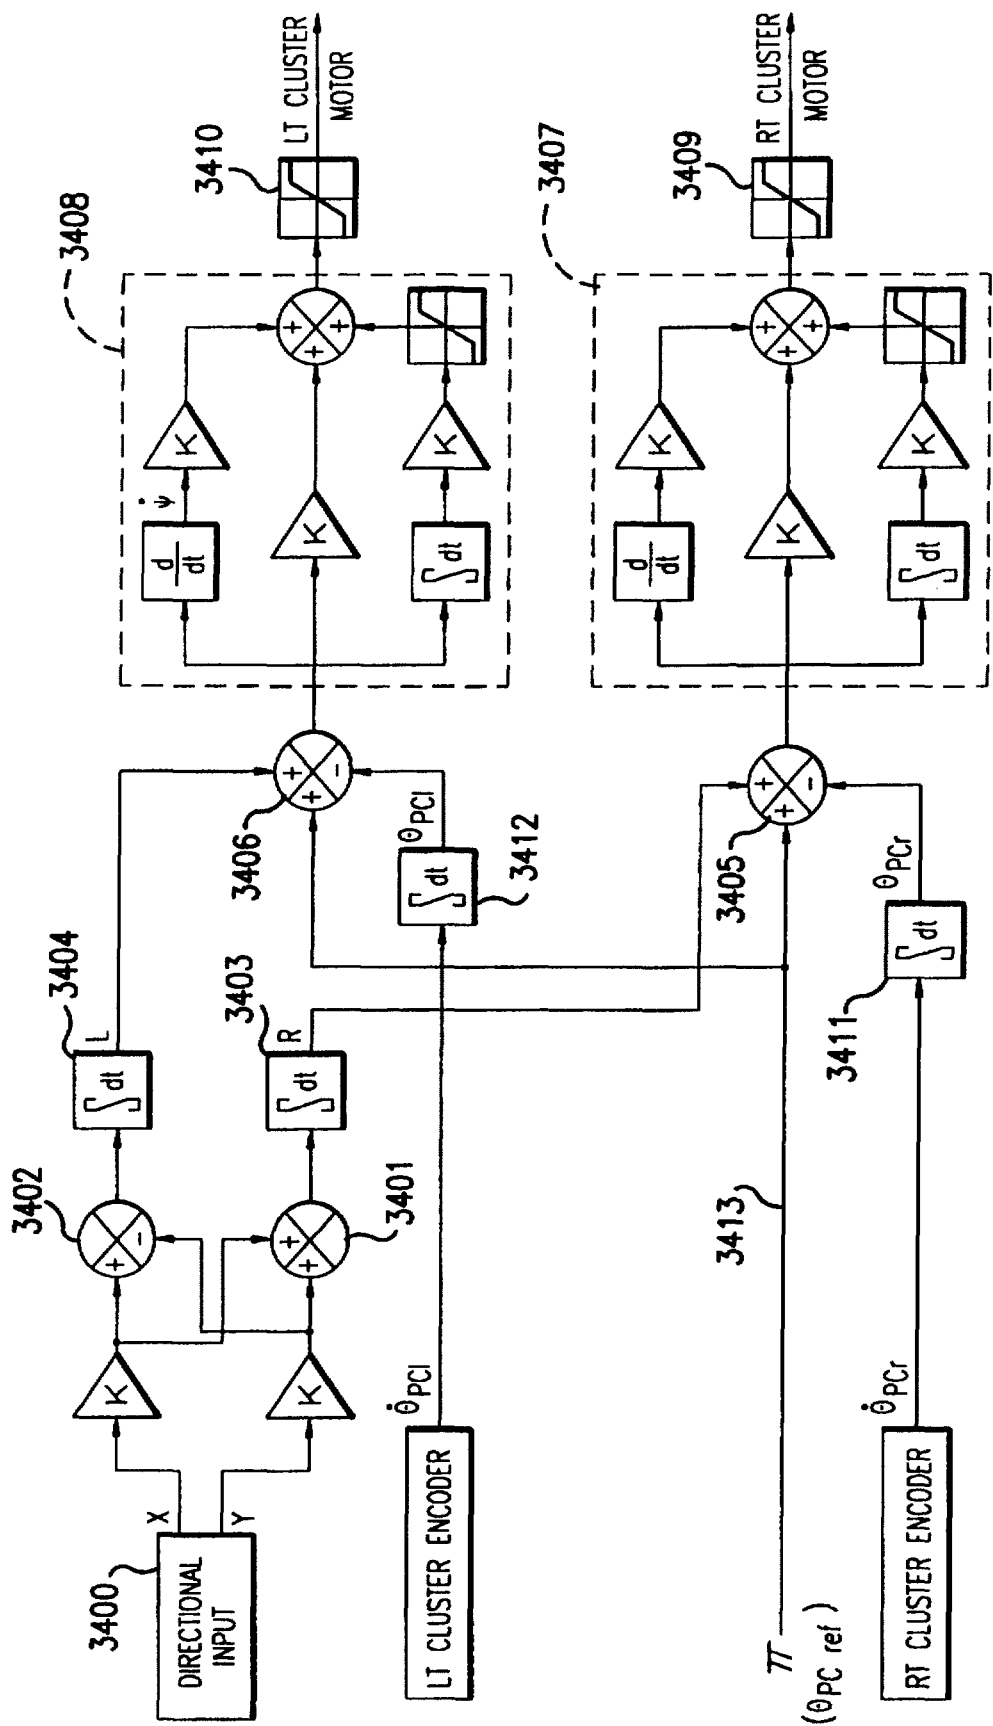 3400
DIRECTIONAL
INPUT
X
Y
K
K
3402
+
-
3401
+
+
∫dt
3404
L
∫dt
3403
R
LT CLUSTER ENCODER
θ̇PCl
∫dt
3412
θPCl
3406
+
+
-
3408
d
dt
ψ̇
K
K
∫dt
K
+
+
+
3410
LT CLUSTER
MOTOR
π
(θPC ref)
3413
RT CLUSTER ENCODER
θ̇PCr
∫dt
3411
θPCr
3405
+
+
-
3407
d
dt
K
K
∫dt
K
+
+
+
3409
RT CLUSTER
MOTOR